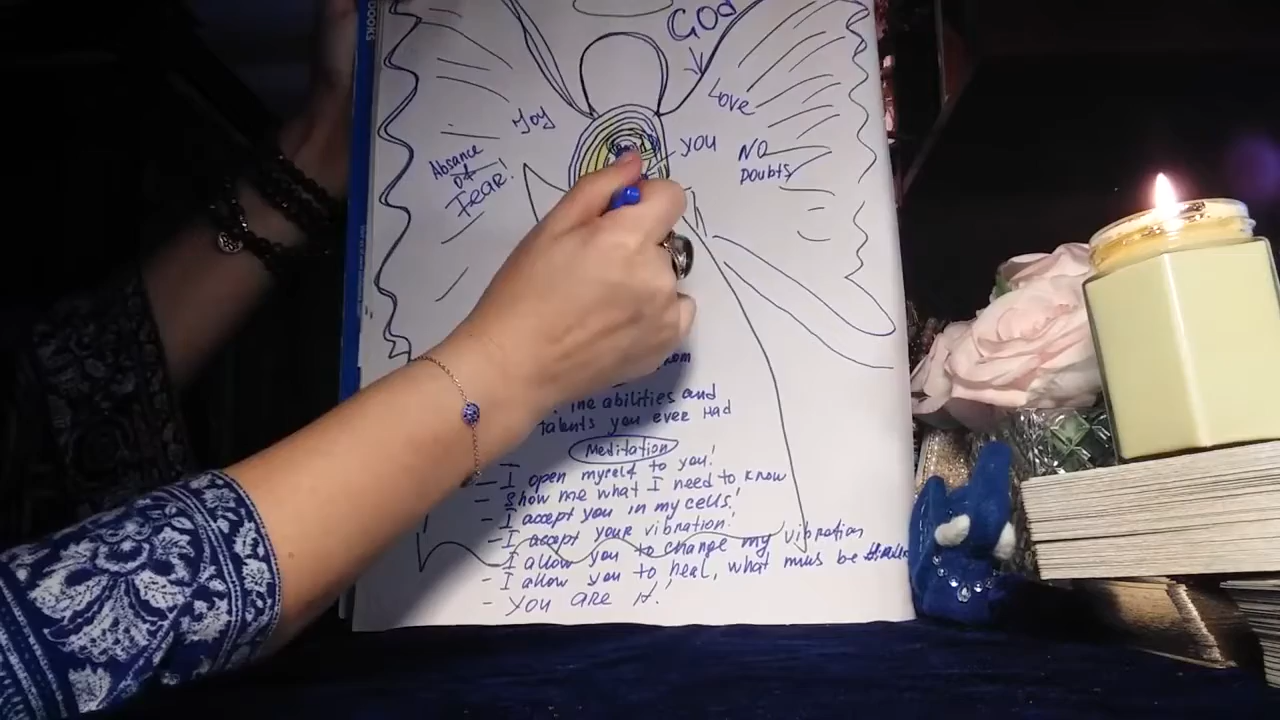 OOKS
God
Love
Joy
you
Absance
of
Fear!
NO
Doubts
abilities and
talents you ever Had
Meditation
- I open myself to you!
- Show me what I need to know
- I accept you in my cells!
- I accept your vibration!
I allow you to change my vibration
- I allow you to heal, what mus be
- You are it!